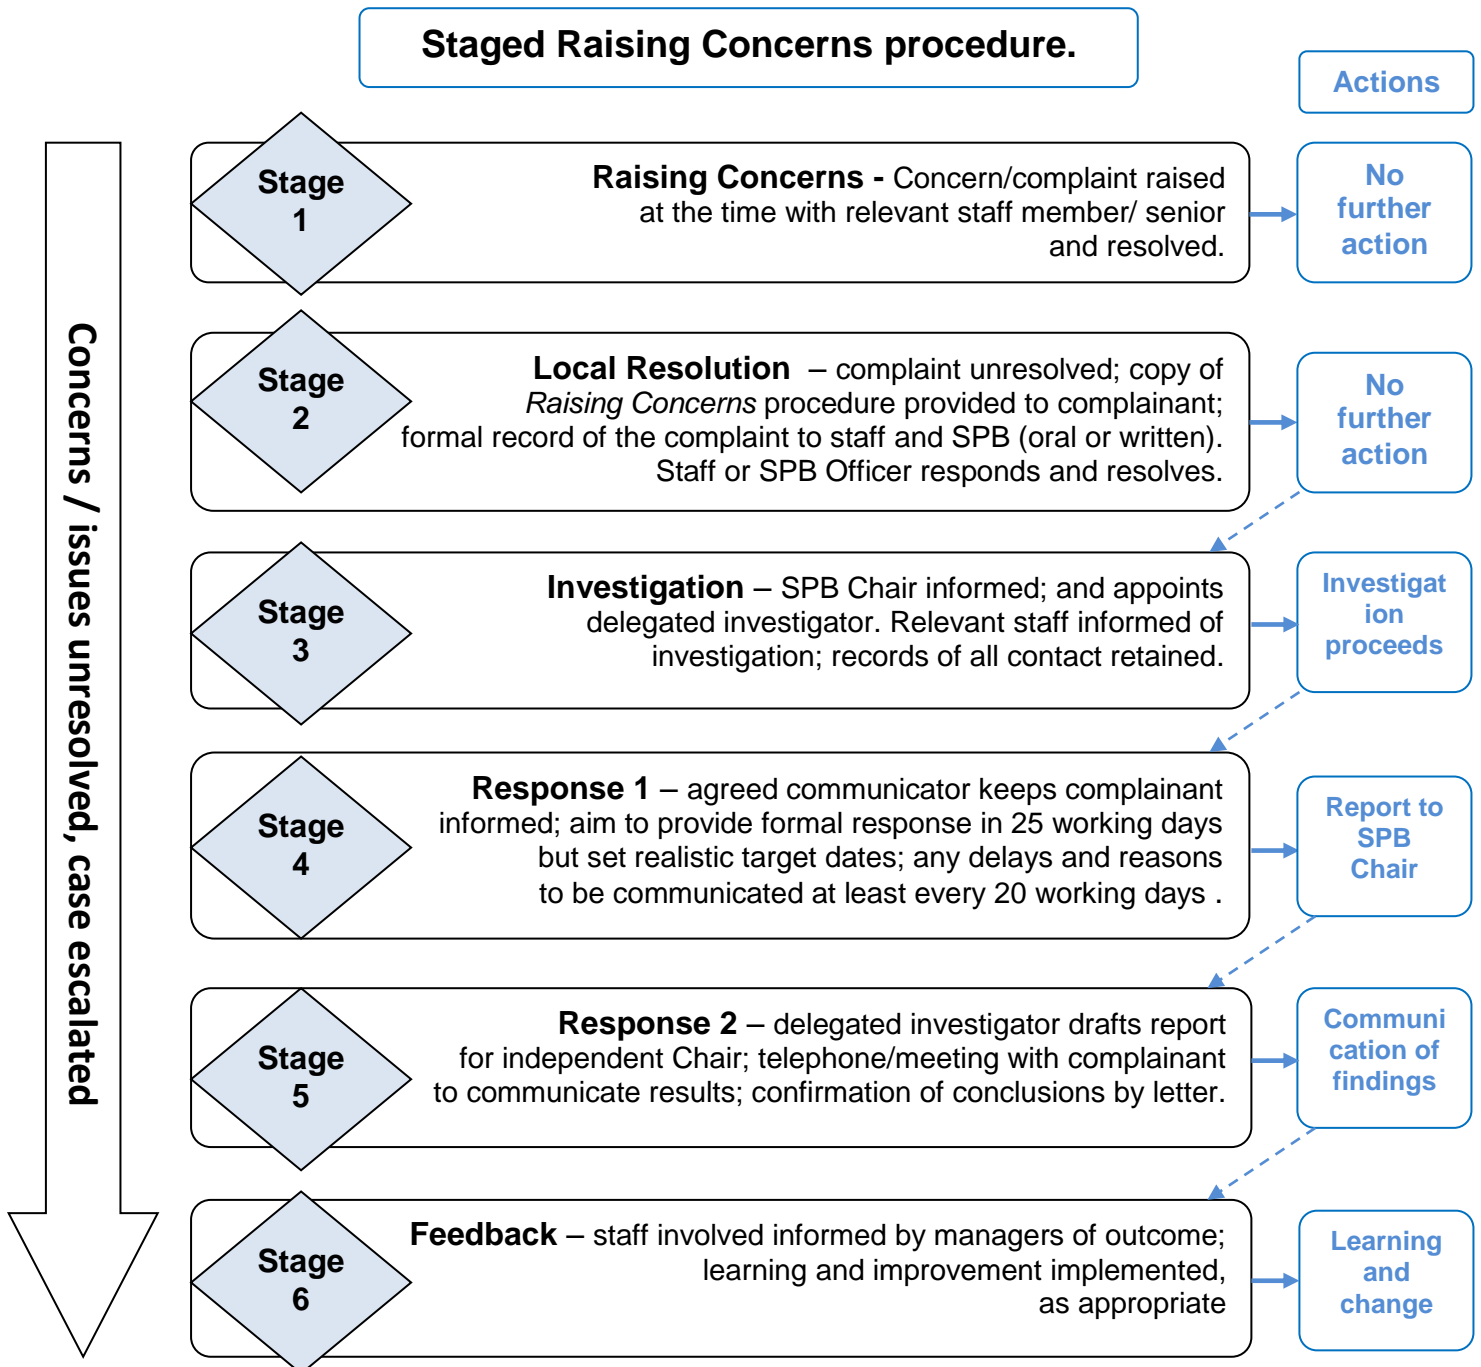 Staged Raising Concerns procedure.
Actions
Concerns / issues unresolved, case escalated
Stage
1
Raising Concerns - Concern/complaint raised
at the time with relevant staff member/ senior
and resolved.
No
further
action
Stage
2
Local Resolution – complaint unresolved; copy of
Raising Concerns procedure provided to complainant;
formal record of the complaint to staff and SPB (oral or written).
Staff or SPB Officer responds and resolves.
No
further
action
Stage
3
Investigation – SPB Chair informed; and appoints
delegated investigator. Relevant staff informed of
investigation; records of all contact retained.
Investigat
ion
proceeds
Stage
4
Response 1 – agreed communicator keeps complainant
informed; aim to provide formal response in 25 working days
but set realistic target dates; any delays and reasons
to be communicated at least every 20 working days .
Report to
SPB
Chair
Stage
5
Response 2 – delegated investigator drafts report
for independent Chair; telephone/meeting with complainant
to communicate results; confirmation of conclusions by letter.
Communi
cation of
findings
Stage
6
Feedback – staff involved informed by managers of outcome;
learning and improvement implemented,
as appropriate
Learning
and
change